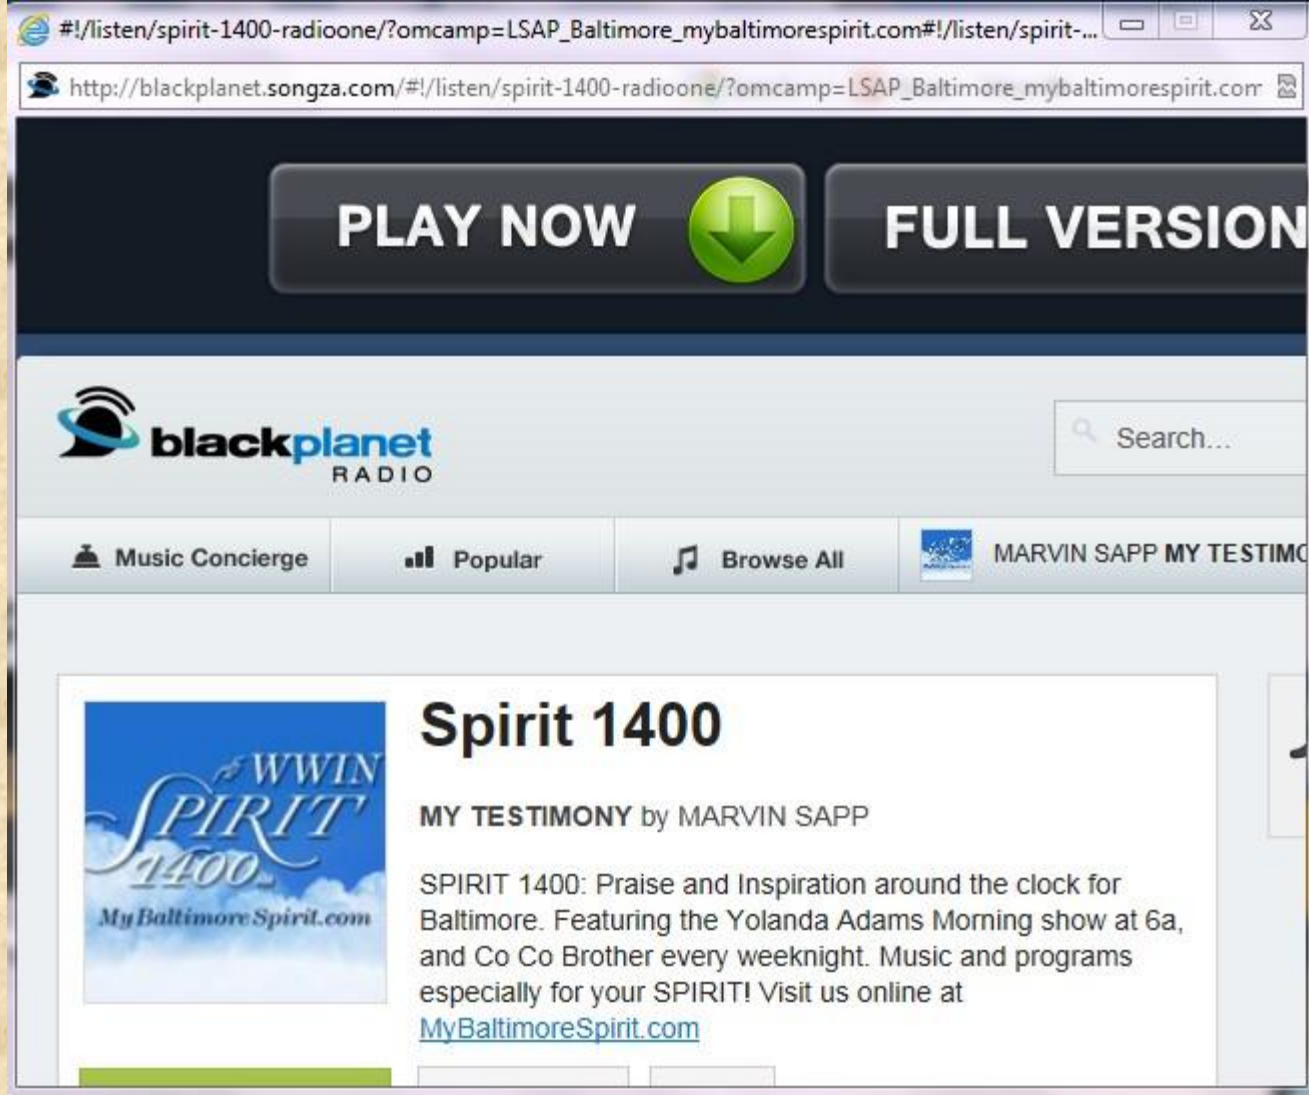 #!/listen/spirit-1400-radioone/?omcamp=LSAP_Baltimore_mybaltimorespirit.com#!/listen/spirit-...
http://blackplanet.songza.com/#!/listen/spirit-1400-radioone/?omcamp=LSAP_Baltimore_mybaltimorespirit.com
PLAY NOW
FULL VERSION
blackplanet
RADIO
Search...
Music Concierge
Popular
Browse All
MARVIN SAPP MY TESTIMO
WWIN
SPIRIT
1400
MyBaltimoreSpirit.com
Spirit 1400
MY TESTIMONY by MARVIN SAPP
SPIRIT 1400: Praise and Inspiration around the clock for
Baltimore. Featuring the Yolanda Adams Morning show at 6a,
and Co Co Brother every weeknight. Music and programs
especially for your SPIRIT! Visit us online at
MyBaltimoreSpirit.com